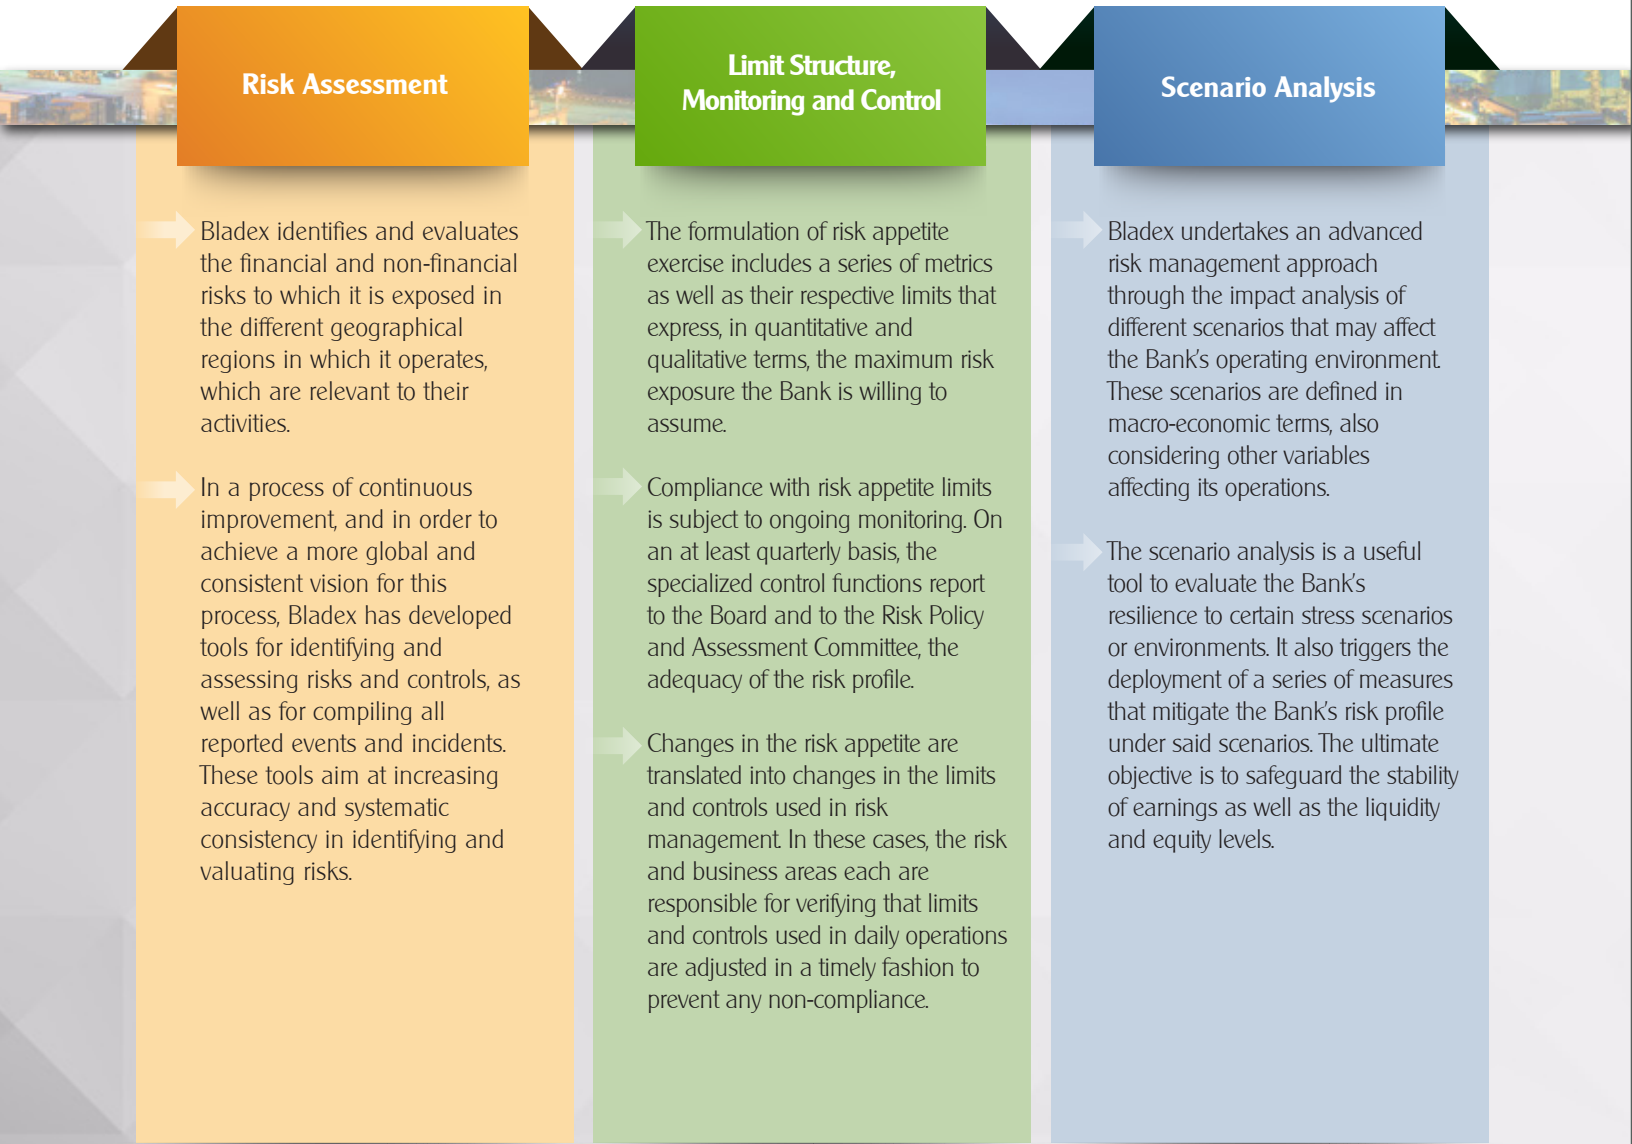 Risk Assessment
Bladex identifies and evaluates
the financial and non-financial
risks to which it is exposed in
the different geographical
regions in which it operates,
which are relevant to their
activities.
In a process of continuous
improvement, and in order to
achieve a more global and
consistent vision for this
process, Bladex has developed
tools for identifying and
assessing risks and controls, as
well as for compiling all
reported events and incidents.
These tools aim at increasing
accuracy and systematic
consistency in identifying and
valuating risks.
Limit Structure,
Monitoring and Control
The formulation of risk appetite
exercise includes a series of metrics
as well as their respective limits that
express, in quantitative and
qualitative terms, the maximum risk
exposure the Bank is willing to
assume.
Compliance with risk appetite limits
is subject to ongoing monitoring. On
an at least quarterly basis, the
specialized control functions report
to the Board and to the Risk Policy
and Assessment Committee, the
adequacy of the risk profile.
Changes in the risk appetite are
translated into changes in the limits
and controls used in risk
management. In these cases, the risk
and business areas each are
responsible for verifying that limits
and controls used in daily operations
are adjusted in a timely fashion to
prevent any non-compliance.
Scenario Analysis
Bladex undertakes an advanced
risk management approach
through the impact analysis of
different scenarios that may affect
the Bank's operating environment.
These scenarios are defined in
macro-economic terms, also
considering other variables
affecting its operations.
The scenario analysis is a useful
tool to evaluate the Bank's
resilience to certain stress scenarios
or environments. It also triggers the
deployment of a series of measures
that mitigate the Bank's risk profile
under said scenarios. The ultimate
objective is to safeguard the stability
of earnings as well as the liquidity
and equity levels.